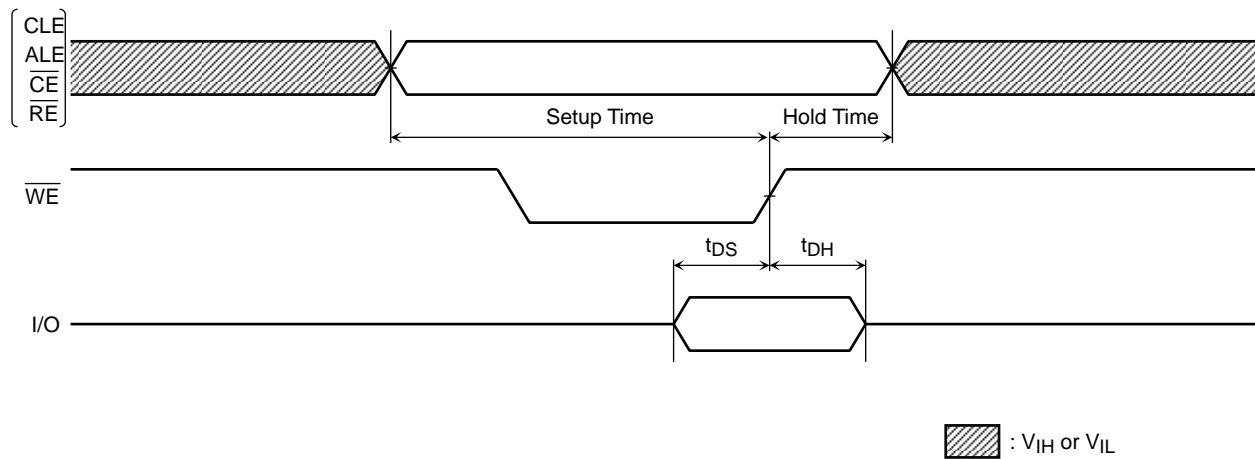 CLE
ALE
CE
RE
Setup Time
Hold Time
WE
tDS
tDH
I/O
: VIH or VIL